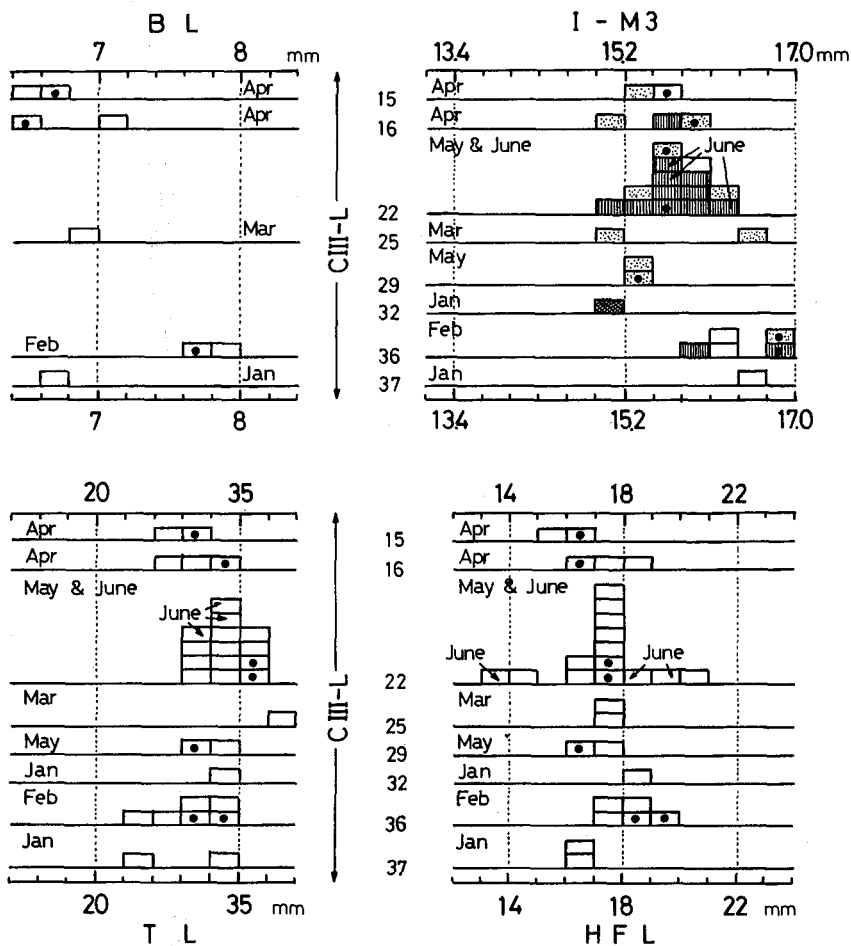 B L
7 8 mm
Apr
Apr
Mar
Feb
Jan
7 8
CIII-L
I - M3
13.4 15.2 17.0 mm
15 Apr
16 Apr
May & June
June
22
25 Mar
29 May
32 Jan
36 Feb
37 Jan
13.4 15.2 17.0
20 35
Apr
Apr
May & June
June
Mar
May
Jan
Feb
Jan
20 35 mm
T L
CIII-L
14 18 22
15 Apr
16 Apr
May & June
June June
22
25 Mar
29 May
32 Jan
36 Feb
37 Jan
14 18 22 mm
H F L